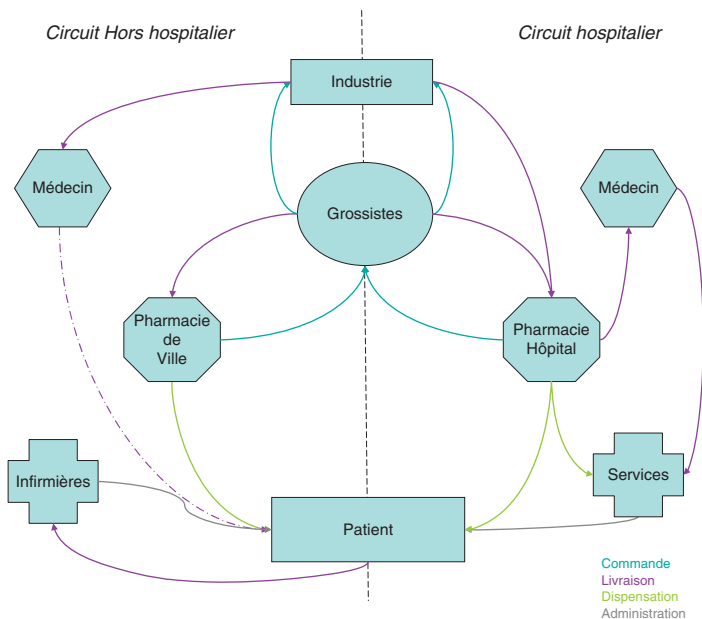 Circuit Hors hospitalier
Circuit hospitalier
Industrie
Médecin
Grossistes
Médecin
Pharmacie
de
Ville
Pharmacie
Hôpital
Infirmières
Services
Patient
Commande
Livraison
Dispensation
Administration